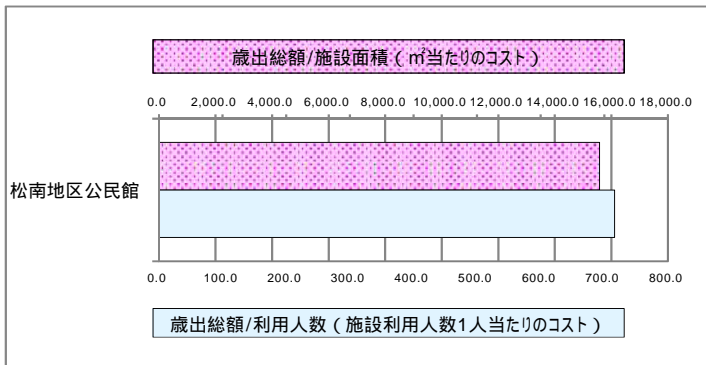 歳出総額/施設面積（㎡当たりのコスト）
0.0 2,000.0 4,000.0 6,000.0 8,000.0 10,000.0 12,000.0 14,000.0 16,000.0 18,000.0
松南地区公民館
0.0 100.0 200.0 300.0 400.0 500.0 600.0 700.0 800.0
歳出総額/利用人数（施設利用人数1人当たりのコスト）